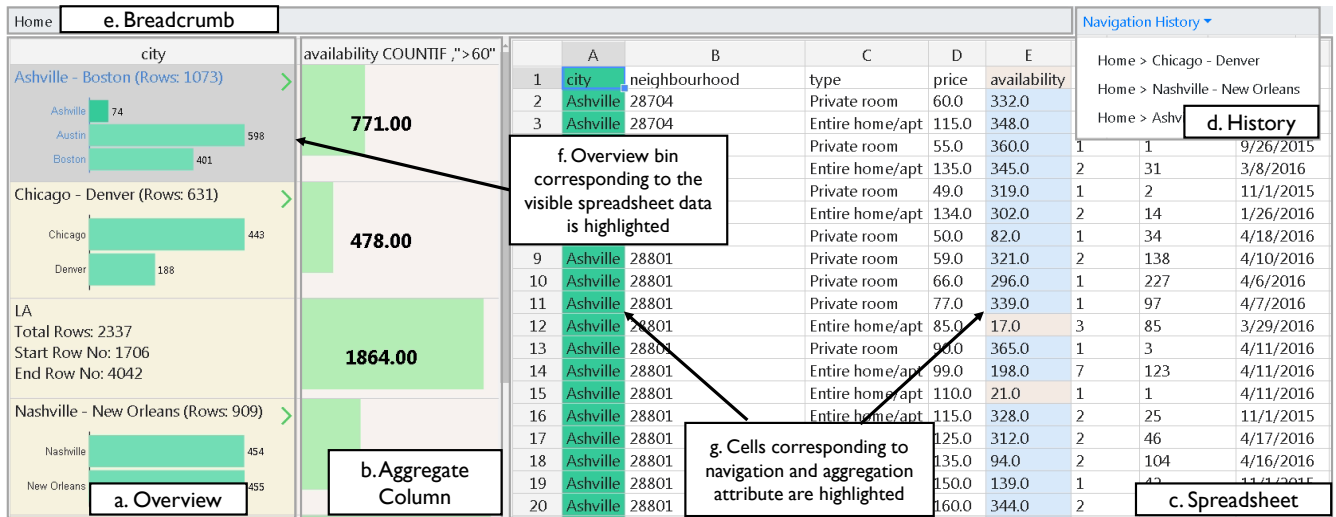 Home
e. Breadcrumb
Navigation History
Home > Chicago - Denver
Home > Nashville - New Orleans
Home > Ashv
d. History
city
Ashville - Boston (Rows: 1073)
Ashville 74
Austin 598
Boston 401
Chicago - Denver (Rows: 631)
Chicago 443
Denver 188
LA
Total Rows: 2337
Start Row No: 1706
End Row No: 4042
Nashville - New Orleans (Rows: 909)
Nashville 454
New Orleans 455
a. Overview
availability COUNTIF ,">60"
771.00
478.00
1864.00
b. Aggregate
Column
f. Overview bin
corresponding to the
visible spreadsheet data
is highlighted
A B C D E
1 city neighbourhood type price availability
2 Ashville 28704 Private room 60.0 332.0
3 Ashville 28704 Entire home/apt 115.0 348.0
Private room 55.0 360.0 1 1 9/26/2015
Entire home/apt 135.0 345.0 2 31 3/8/2016
Private room 49.0 319.0 1 2 11/1/2015
Entire home/apt 134.0 302.0 2 14 1/26/2016
Private room 50.0 82.0 1 34 4/18/2016
9 Ashville 28801 Private room 59.0 321.0 2 138 4/10/2016
10 Ashville 28801 Private room 66.0 296.0 1 227 4/6/2016
11 Ashville 28801 Private room 77.0 339.0 1 97 4/7/2016
12 Ashville 28801 Entire home/apt 85.0 17.0 3 85 3/29/2016
13 Ashville 28801 Private room 90.0 365.0 1 3 4/11/2016
14 Ashville 28801 Entire home/apt 99.0 198.0 7 123 4/11/2016
15 Ashville 28801 Entire home/apt 110.0 21.0 1 1 4/11/2016
16 Ashville 28801 Entire home/apt 115.0 328.0 2 25 11/1/2015
17 Ashville 28801 125.0 312.0 2 46 4/17/2016
18 Ashville 28801 135.0 94.0 2 104 4/16/2016
19 Ashville 28801 150.0 139.0 1
20 Ashville 28801 160.0 344.0 2
g. Cells corresponding to
navigation and aggregation
attribute are highlighted
c. Spreadsheet